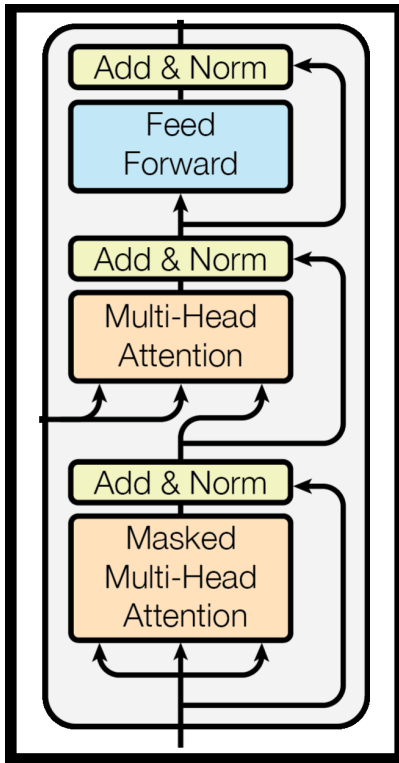 Add & Norm
Feed
Forward
Add & Norm
Multi-Head
Attention
Add & Norm
Masked
Multi-Head
Attention